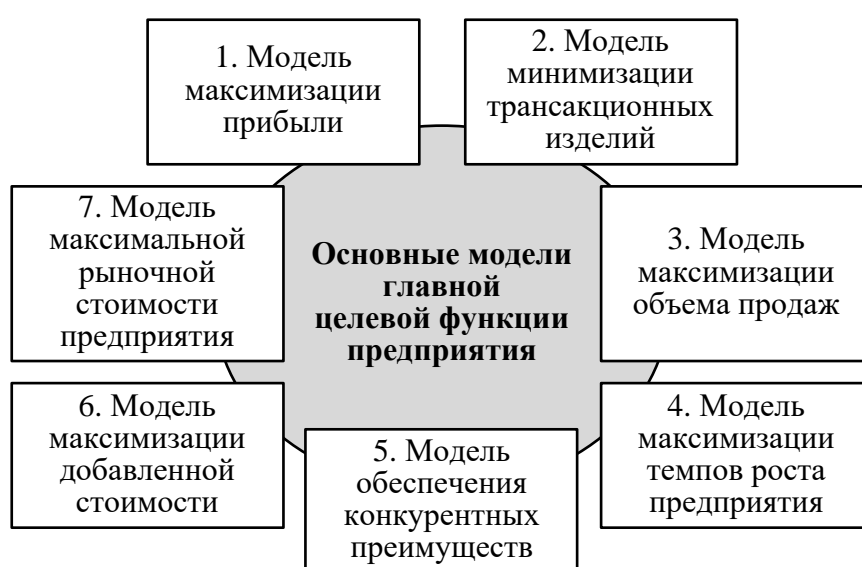 1. Модель
максимизации
прибыли
2. Модель
минимизации
трансакционных
изделий
7. Модель
максимальной
рыночной
стоимости
предприятия
Основные модели
главной
целевой функции
предприятия
3. Модель
максимизации
объема продаж
6. Модель
максимизации
добавленной
стоимости
5. Модель
обеспечения
конкурентных
преимуществ
4. Модель
максимизации
темпов роста
предприятия